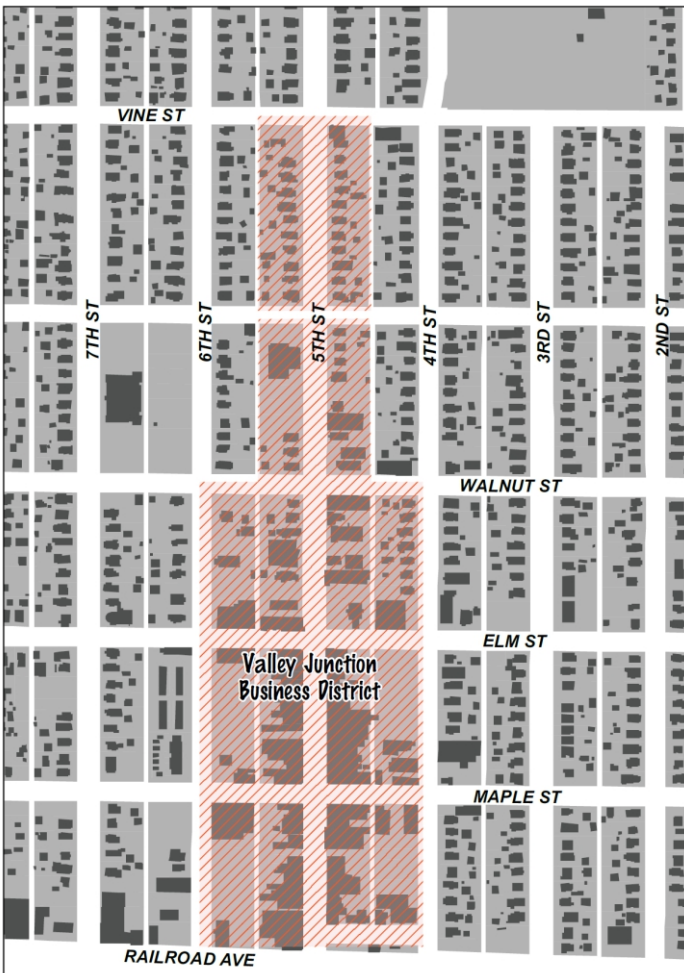 VINE ST
7TH ST
6TH ST
5TH ST
4TH ST
3RD ST
2ND ST
WALNUT ST
ELM ST
Valley Junction
Business District
MAPLE ST
RAILROAD AVE